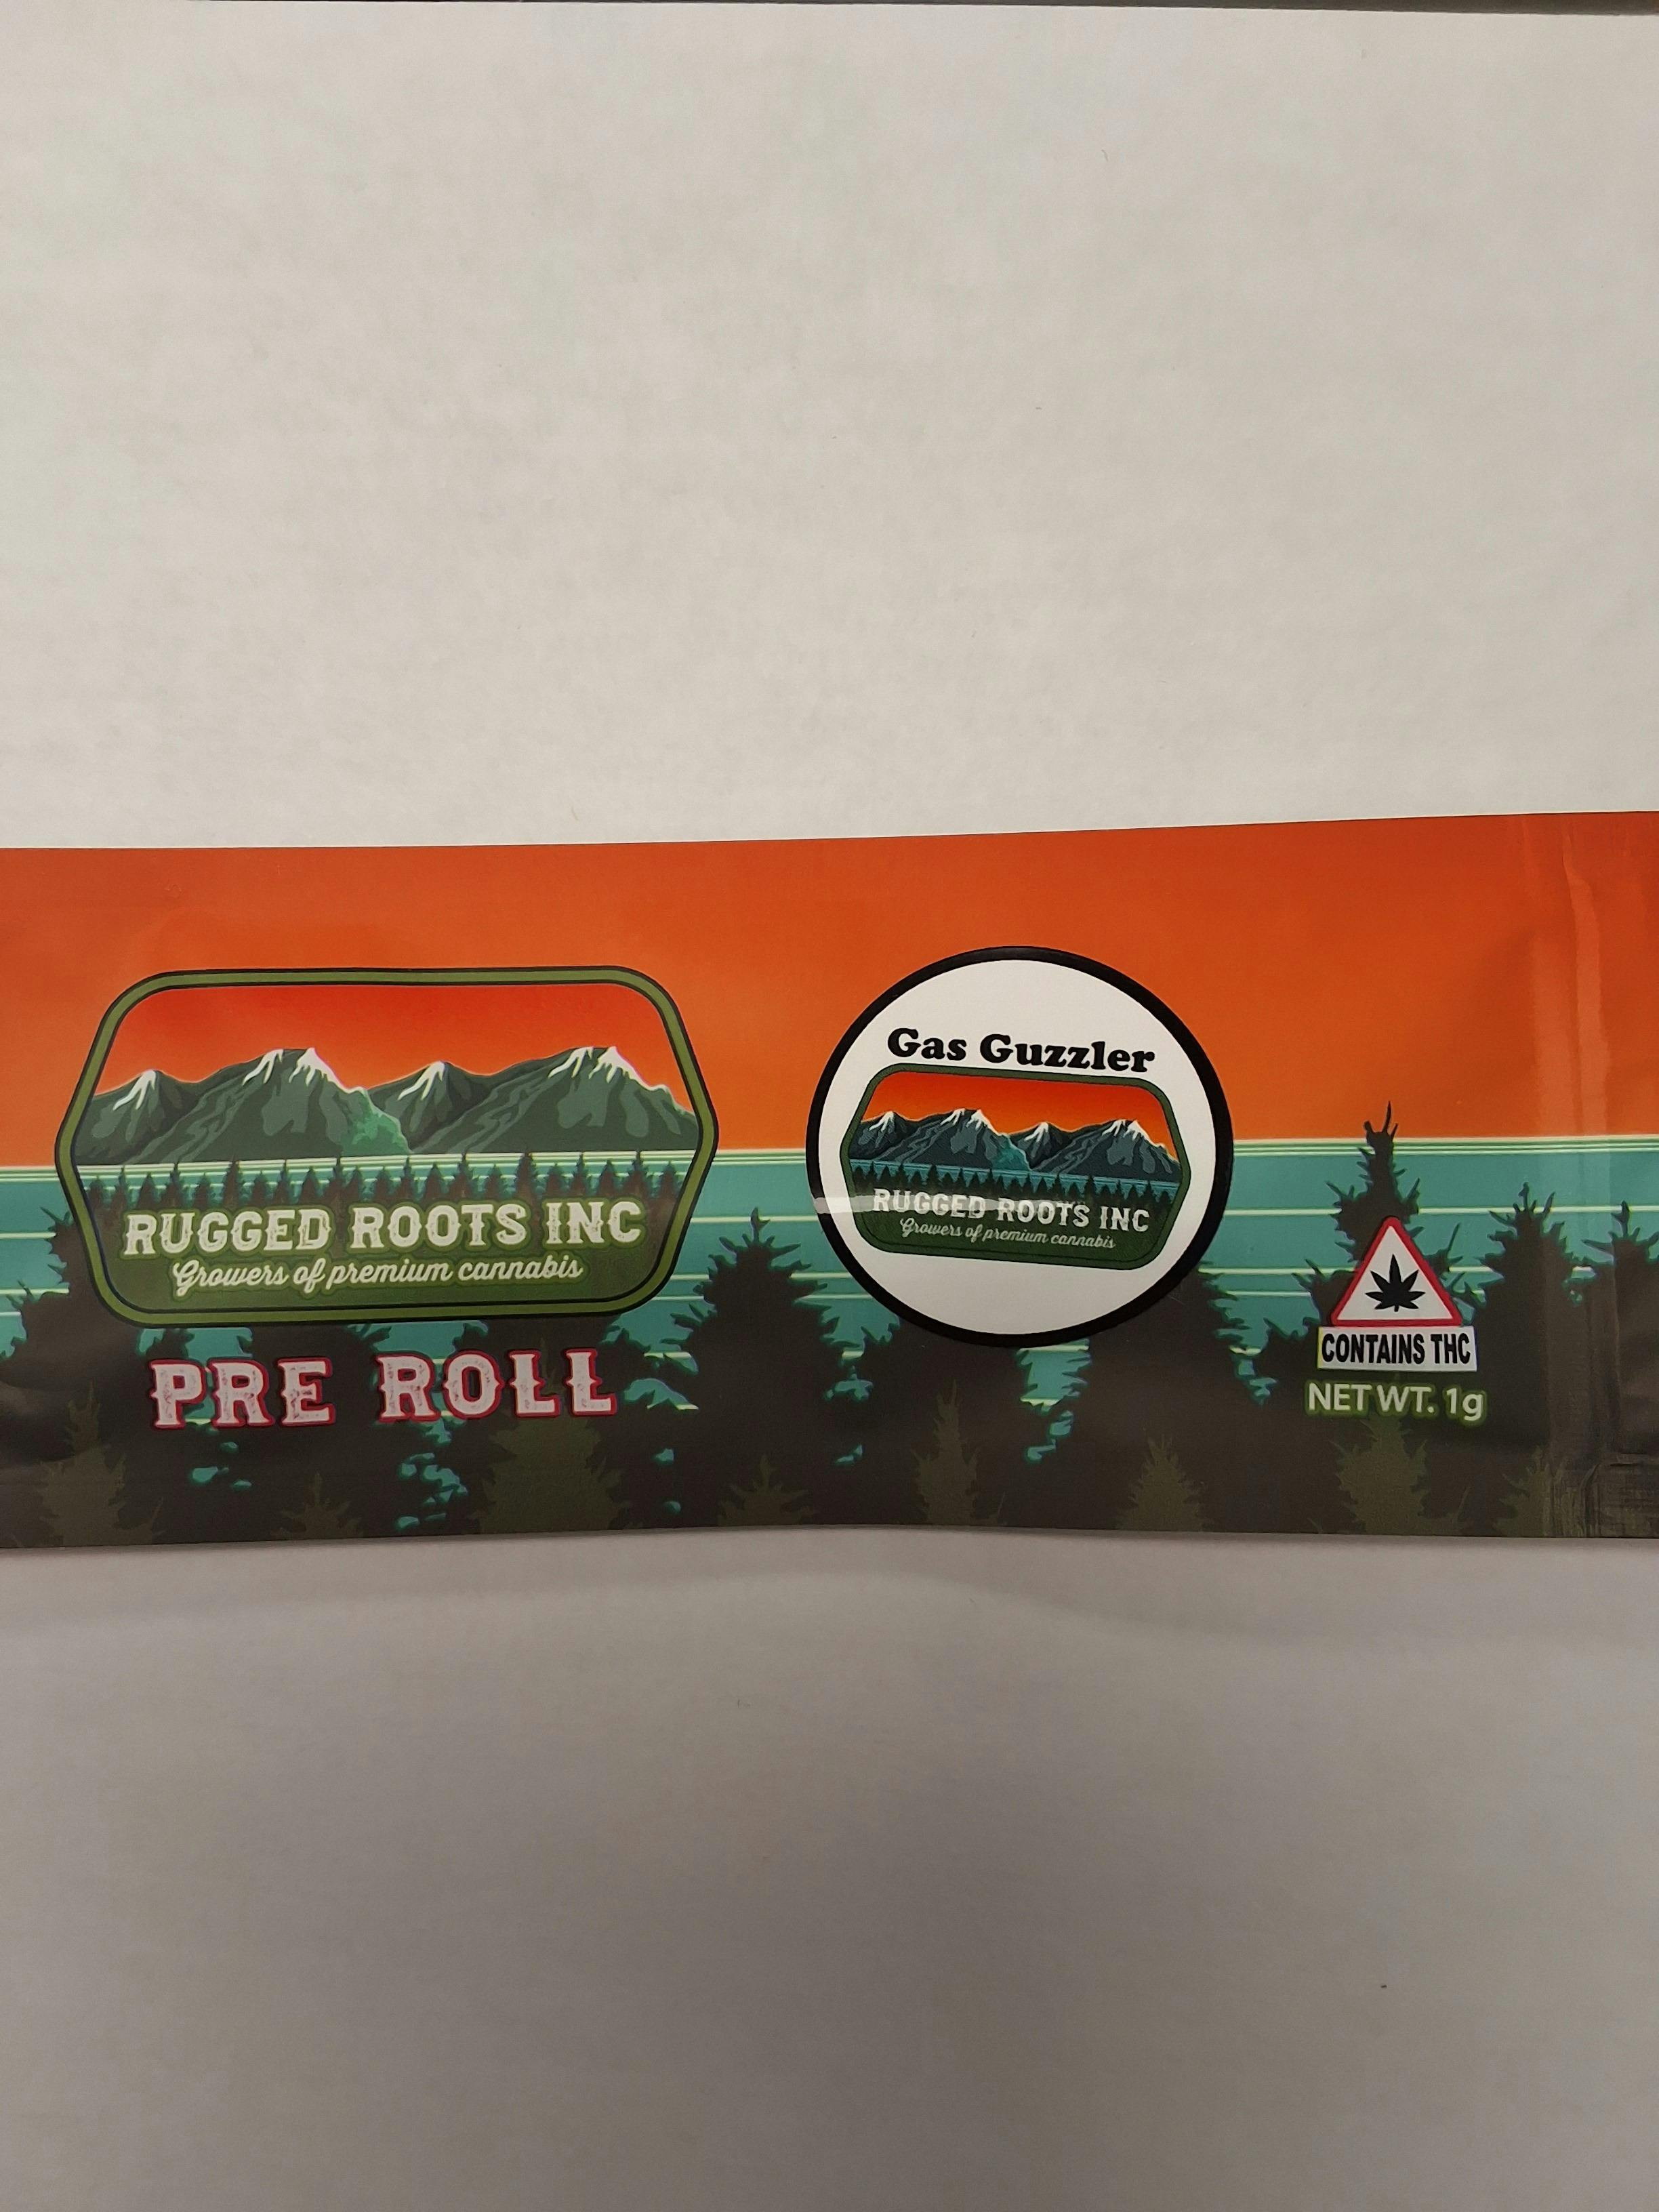 RUGGED ROOTS INC
Growers of premium cannabis
PRE ROLL
Gas Guzzler
RUGGED ROOTS INC
Growers of premium cannabis
CONTAINS THC
NET WT. 1g